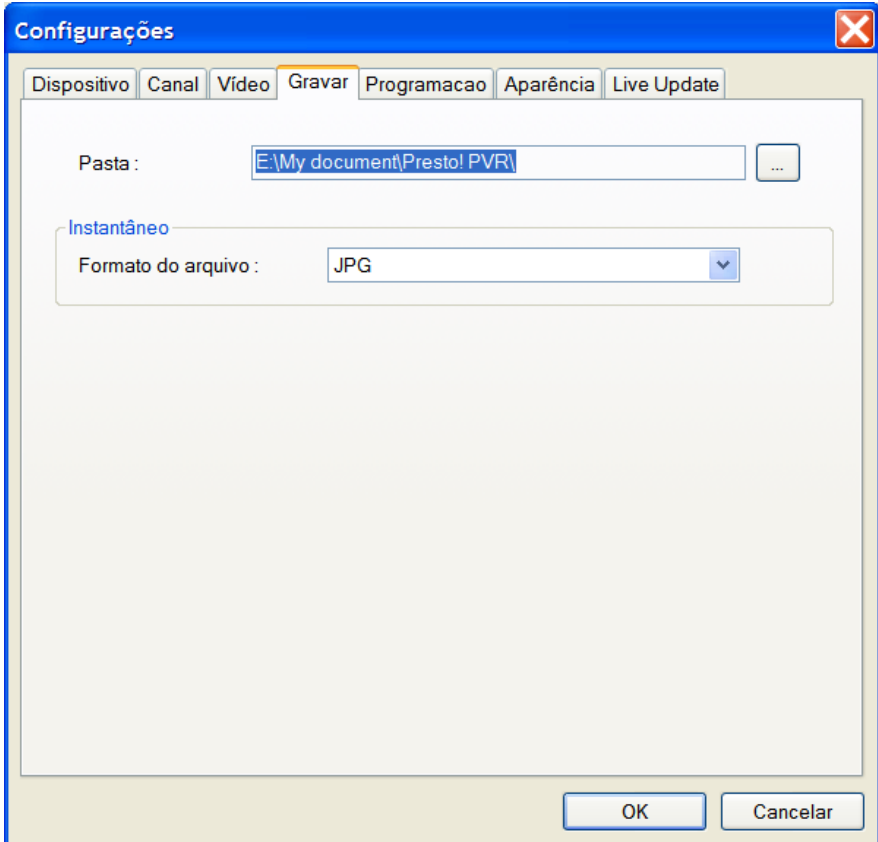 Configurações
Dispositivo Canal Vídeo Gravar Programacao Aparência Live Update
Pasta : E:\My document\Presto! PVR\ ...
Instantâneo
Formato do arquivo : JPG
OK Cancelar